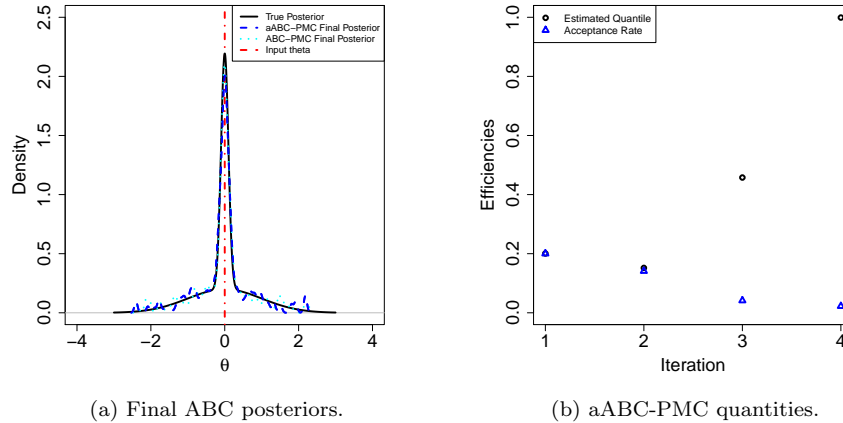 True Posterior
aABC−PMC Final Posterior
ABC−PMC Final Posterior
Input theta
Density
0.0 0.5 1.0 1.5 2.0 2.5
−4 −2 0 2 4
θ
(a) Final ABC posteriors.
Estimated Quantile
Acceptance Rate
Efficiencies
0.0 0.2 0.4 0.6 0.8 1.0
1 2 3 4
Iteration
(b) aABC-PMC quantities.